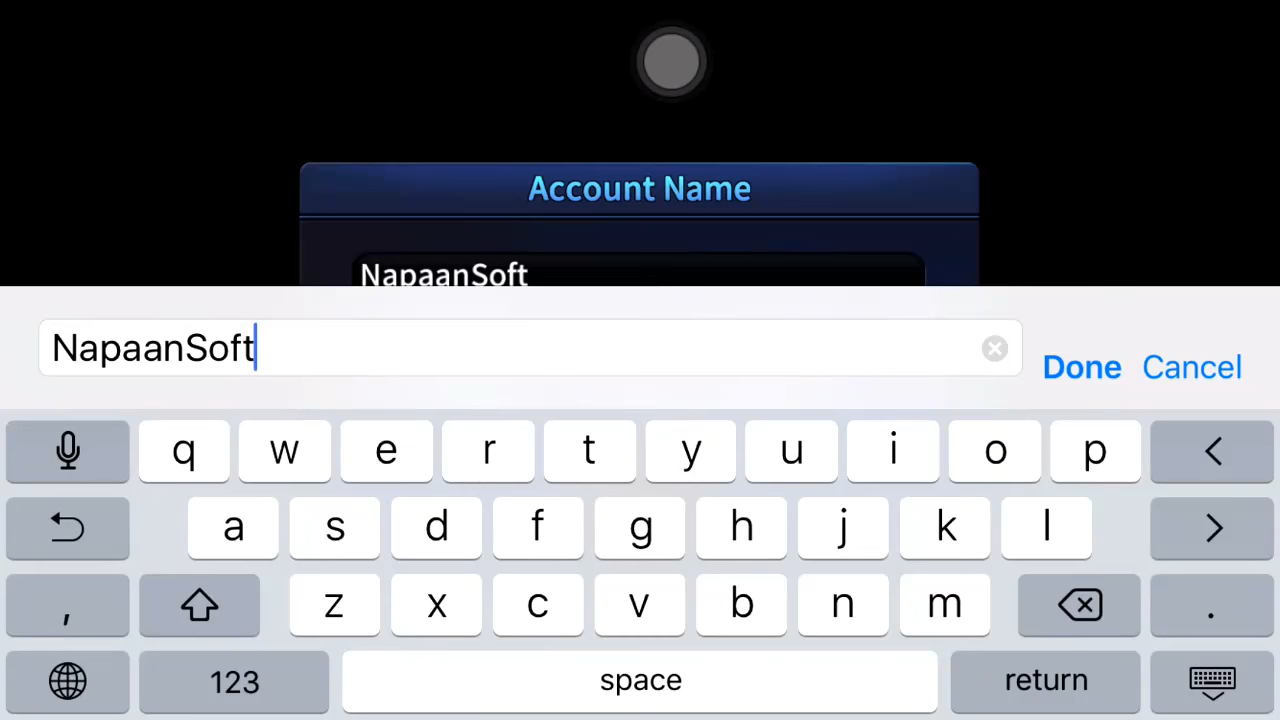 Account Name
NapaanSoft
NapaanSoft
Done Cancel
q w e r t y u i o p <
a s d f g h j k l >
, z x c v b n m .
123 space return